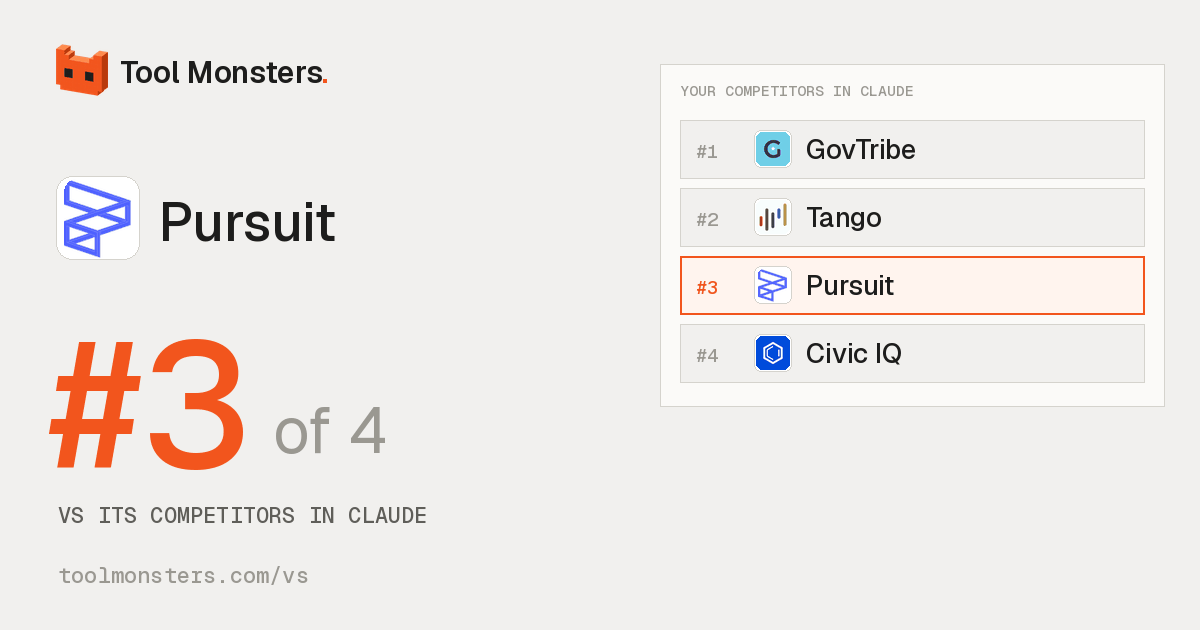 Tool Monsters.
Pursuit
#3 of 4
VS ITS COMPETITORS IN CLAUDE
toolmonsters.com/vs
YOUR COMPETITORS IN CLAUDE
#1 GovTribe
#2 Tango
#3 Pursuit
#4 Civic IQ